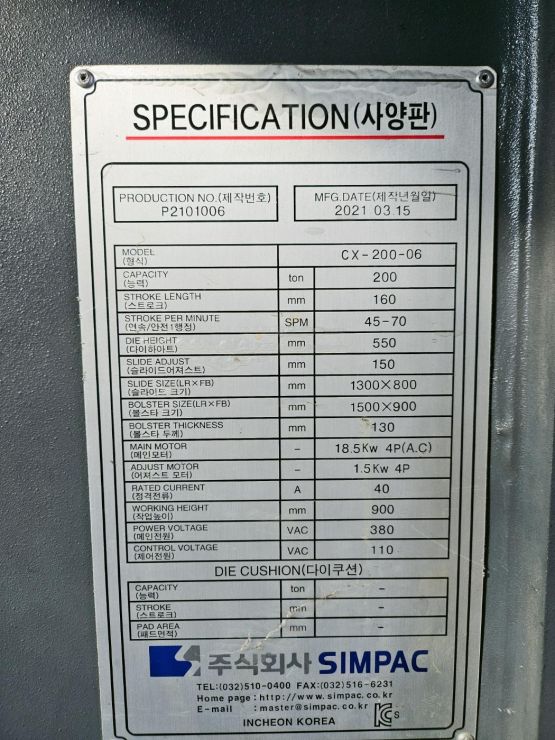 SPECIFICATION(사양판)
PRODUCTION NO.(제작번호)
P2101006
MFG.DATE(제작년월일)
2021 03.15
MODEL
(형식)
CX-200-06
CAPACITY
(능력)
ton
200
STROKE LENGTH
(스트로크)
mm
160
STROKE PER MINUTE
(연속/안전1행정)
SPM
45-70
DIE HEIGHT
(다이하이트)
mm
550
SLIDE ADJUST
(슬라이드어져스트)
mm
150
SLIDE SIZE(LR×FB)
(슬라이드 크기)
mm
1300×800
BOLSTER SIZE(LR×FB)
(볼스타 크기)
mm
1500×900
BOLSTER THICKNESS
(볼스타 두께)
mm
130
MAIN MOTOR
(메인모터)
-
18.5Kw 4P(A.C)
ADJUST MOTOR
(어져스트 모터)
-
1.5Kw 4P
RATED CURRENT
(정격전류)
A
40
WORKING HEIGHT
(작업높이)
mm
900
POWER VOLTAGE
(메인전원)
VAC
380
CONTROL VOLTAGE
(제어전원)
VAC
110
DIE CUSHION(다이쿠션)
CAPACITY
(능력)
ton
-
STROKE
(스트로크)
mm
-
PAD AREA
(패드면적)
mm
-
주식회사 SIMPAC
TEL:(032)510-0400 FAX:(032)516-6231
Home page:http://www.simpac.co.kr
E-mail :master@simpac.co.kr
INCHEON KOREA
S